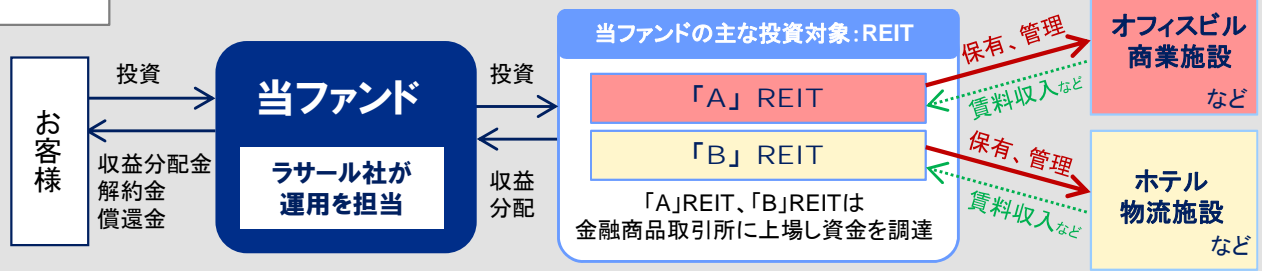 お客様
投資
収益分配金
解約金
償還金
当ファンド
ラサール社が
運用を担当
投資
収益
分配
当ファンドの主な投資対象:REIT
「A」 REIT
「B」 REIT
「A」REIT、「B」REITは
金融商品取引所に上場し資金を調達
保有、管理
賃料収入など
保有、管理
賃料収入など
オフィスビル
商業施設
など
ホテル
物流施設
など